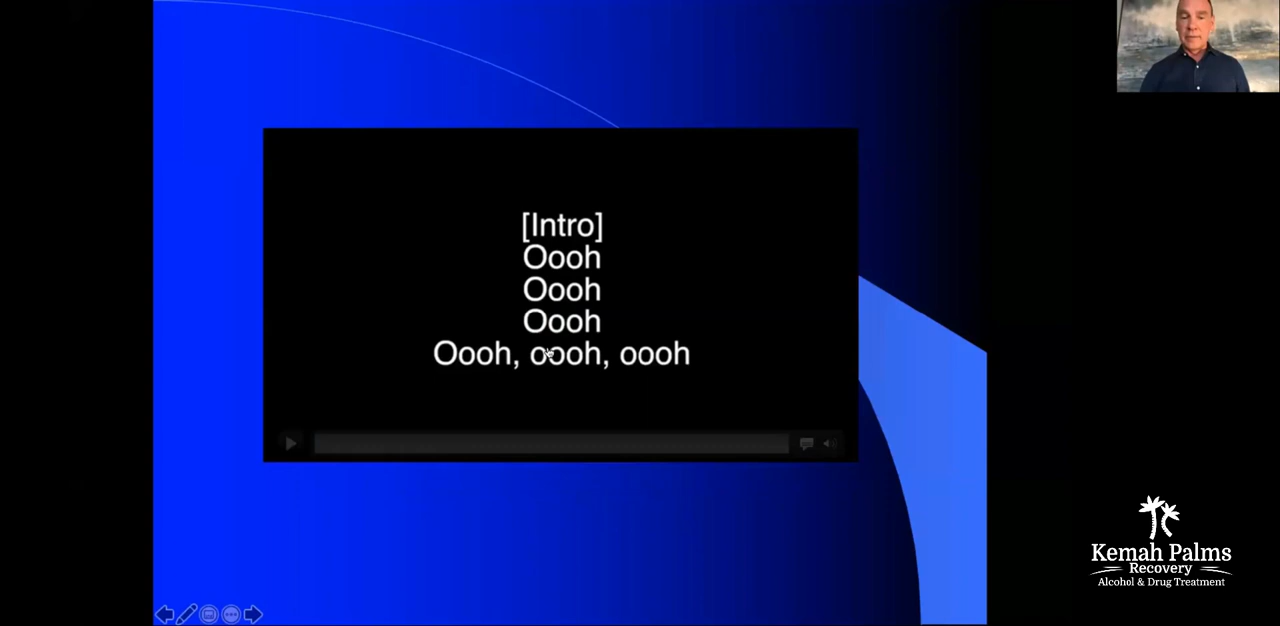 [Intro]
Oooh
Oooh
Oooh
Oooh, oooh, oooh
Kemah Palms
Recovery
Alcohol & Drug Treatment